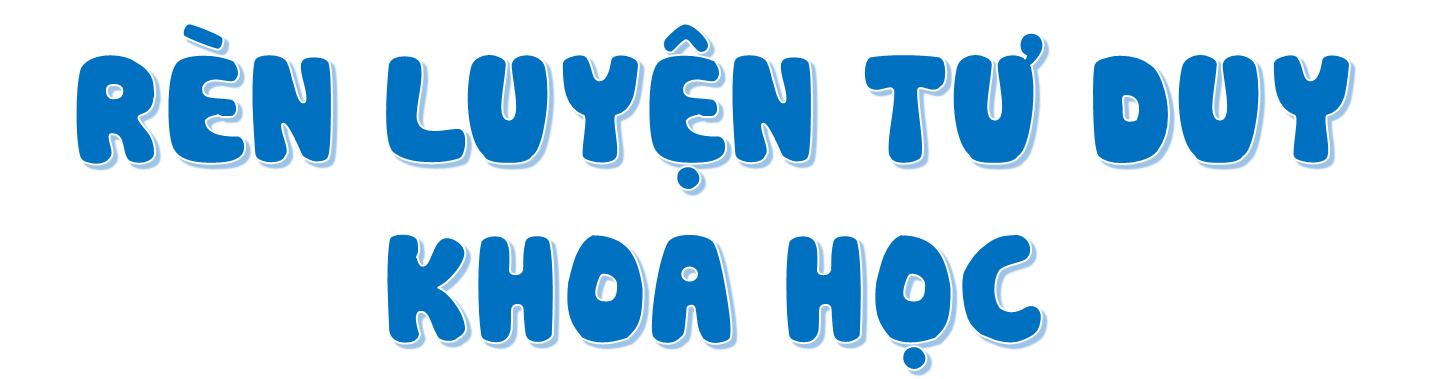 RÈN LUYỆN TƯ DUY
KHOA HỌC